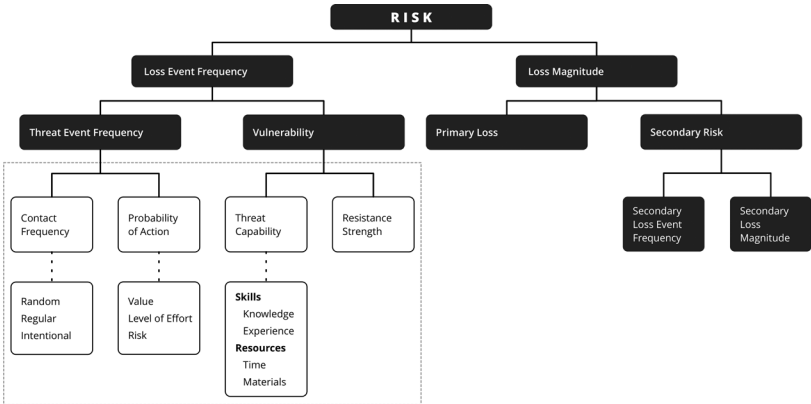 RISK
Loss Event Frequency
Loss Magnitude
Threat Event Frequency
Vulnerability
Primary Loss
Secondary Risk
Contact
Frequency
Probability
of Action
Threat
Capability
Resistance
Strength
Secondary
Loss Event
Frequency
Secondary
Loss
Magnitude
Random
Regular
Intentional
Value
Level of Effort
Risk
Skills
Knowledge
Experience
Resources
Time
Materials